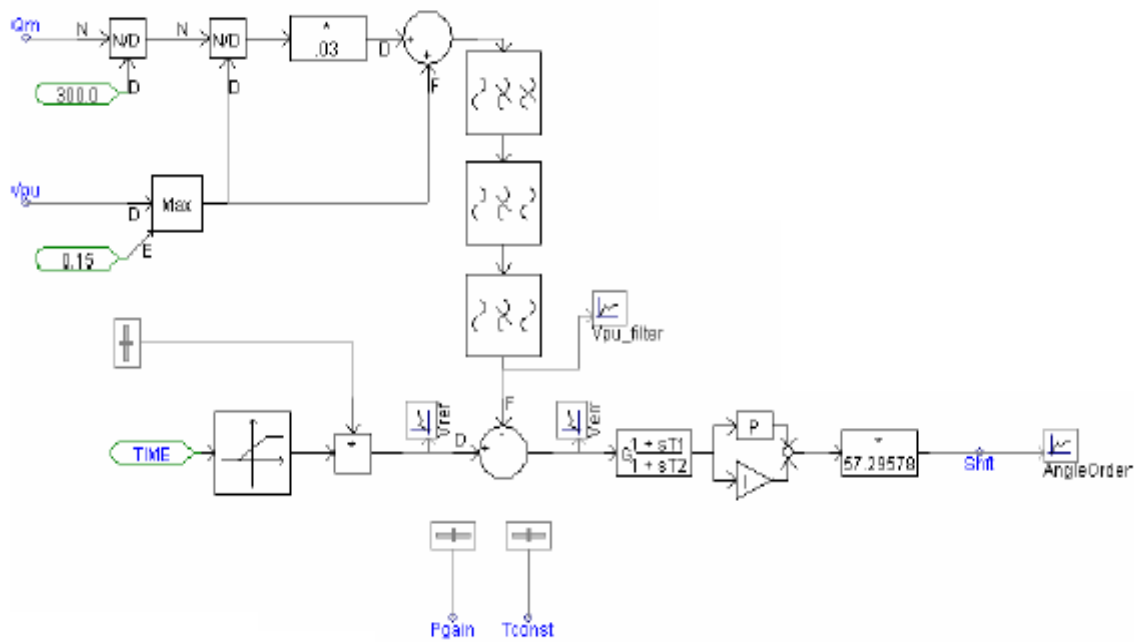 Qm
N
N/D
N
N/D
*
.03
D
+
+
F
300.0
D
D
Vpu
D
Max
0.15
E
Vpu_filter
TIME
*
Vref
D
+
F
-
Verr
G
1 + sT1
1 + sT2
P
I
*
57.29578
Shft
AngleOrder
Pgain
Tconst